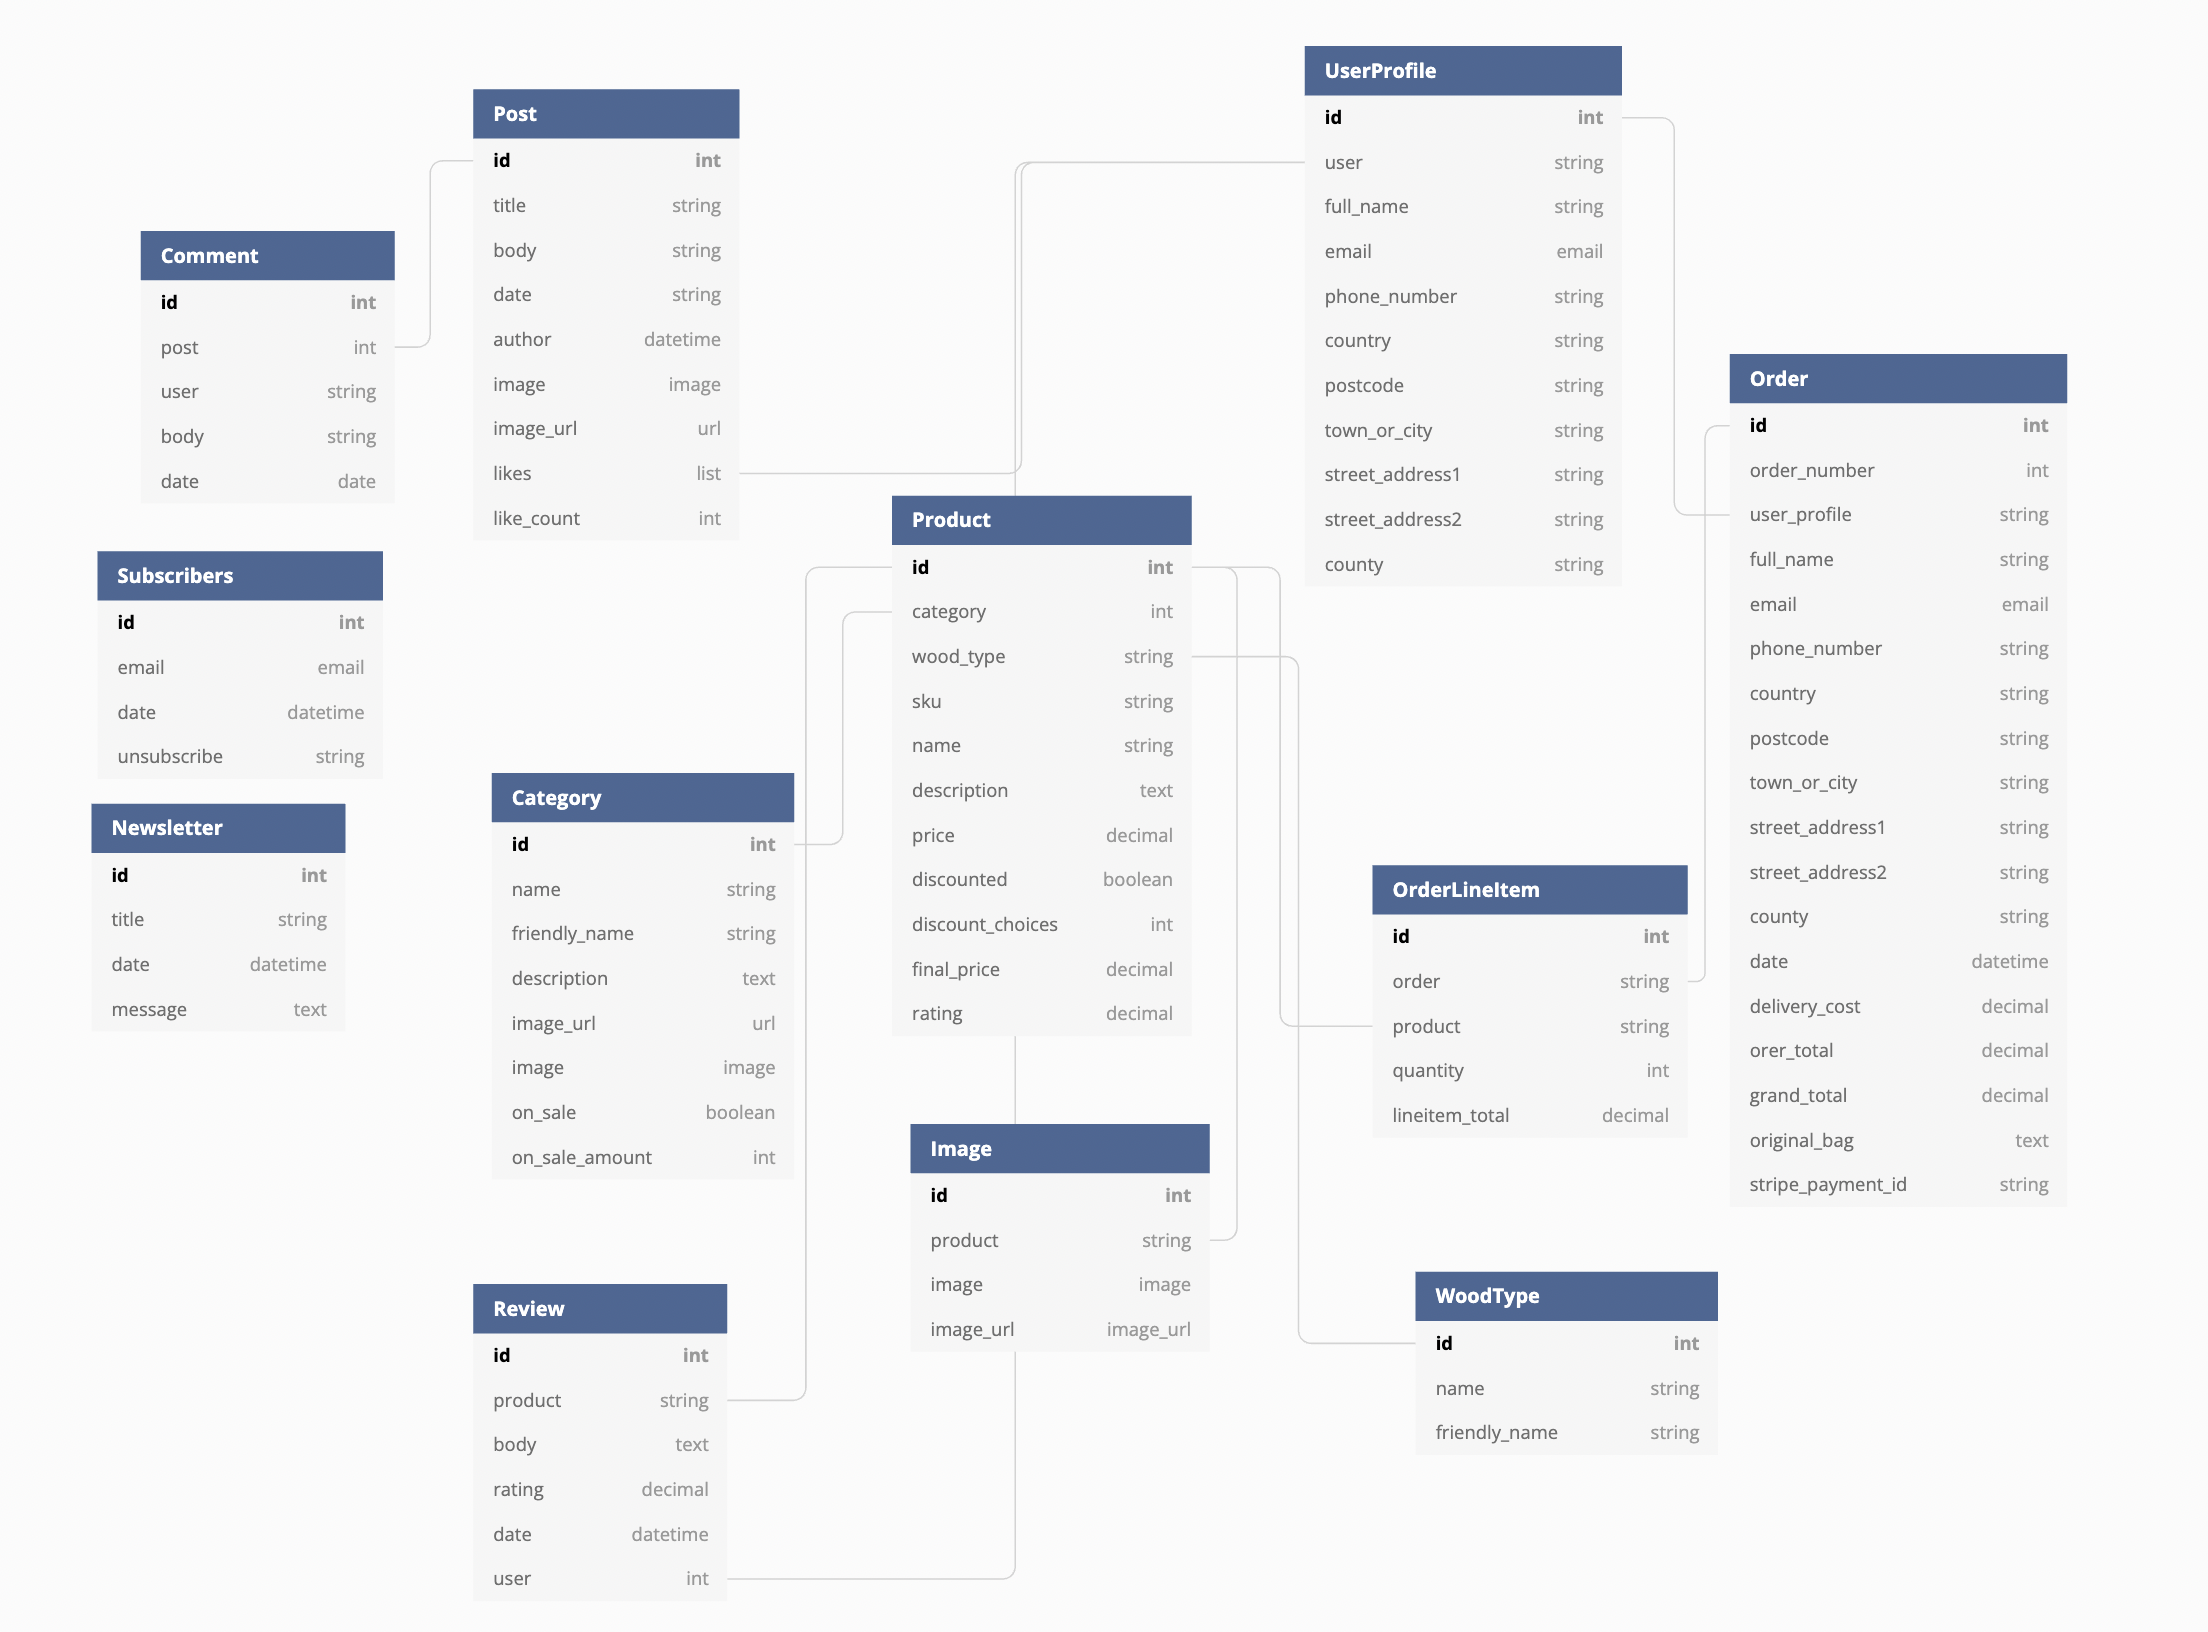 UserProfile
id int
user string
full_name string
email email
phone_number string
country string
postcode string
town_or_city string
street_address1 string
street_address2 string
county string
Post
id int
title string
body string
date string
author datetime
image image
image_url url
likes list
like_count int
Comment
id int
post int
user string
body string
date date
Order
id int
order_number int
user_profile string
full_name string
email email
phone_number string
country string
postcode string
town_or_city string
street_address1 string
street_address2 string
county string
date datetime
delivery_cost decimal
orer_total decimal
grand_total decimal
original_bag text
stripe_payment_id string
Product
id int
category int
wood_type string
sku string
name string
description text
price decimal
discounted boolean
discount_choices int
final_price decimal
rating decimal
Subscribers
id int
email email
date datetime
unsubscribe string
Category
id int
name string
friendly_name string
description text
image_url url
image image
on_sale boolean
on_sale_amount int
Newsletter
id int
title string
date datetime
message text
OrderLineItem
id int
order string
product string
quantity int
lineitem_total decimal
Image
id int
product string
image image
image_url image_url
WoodType
id int
name string
friendly_name string
Review
id int
product string
body text
rating decimal
date datetime
user int